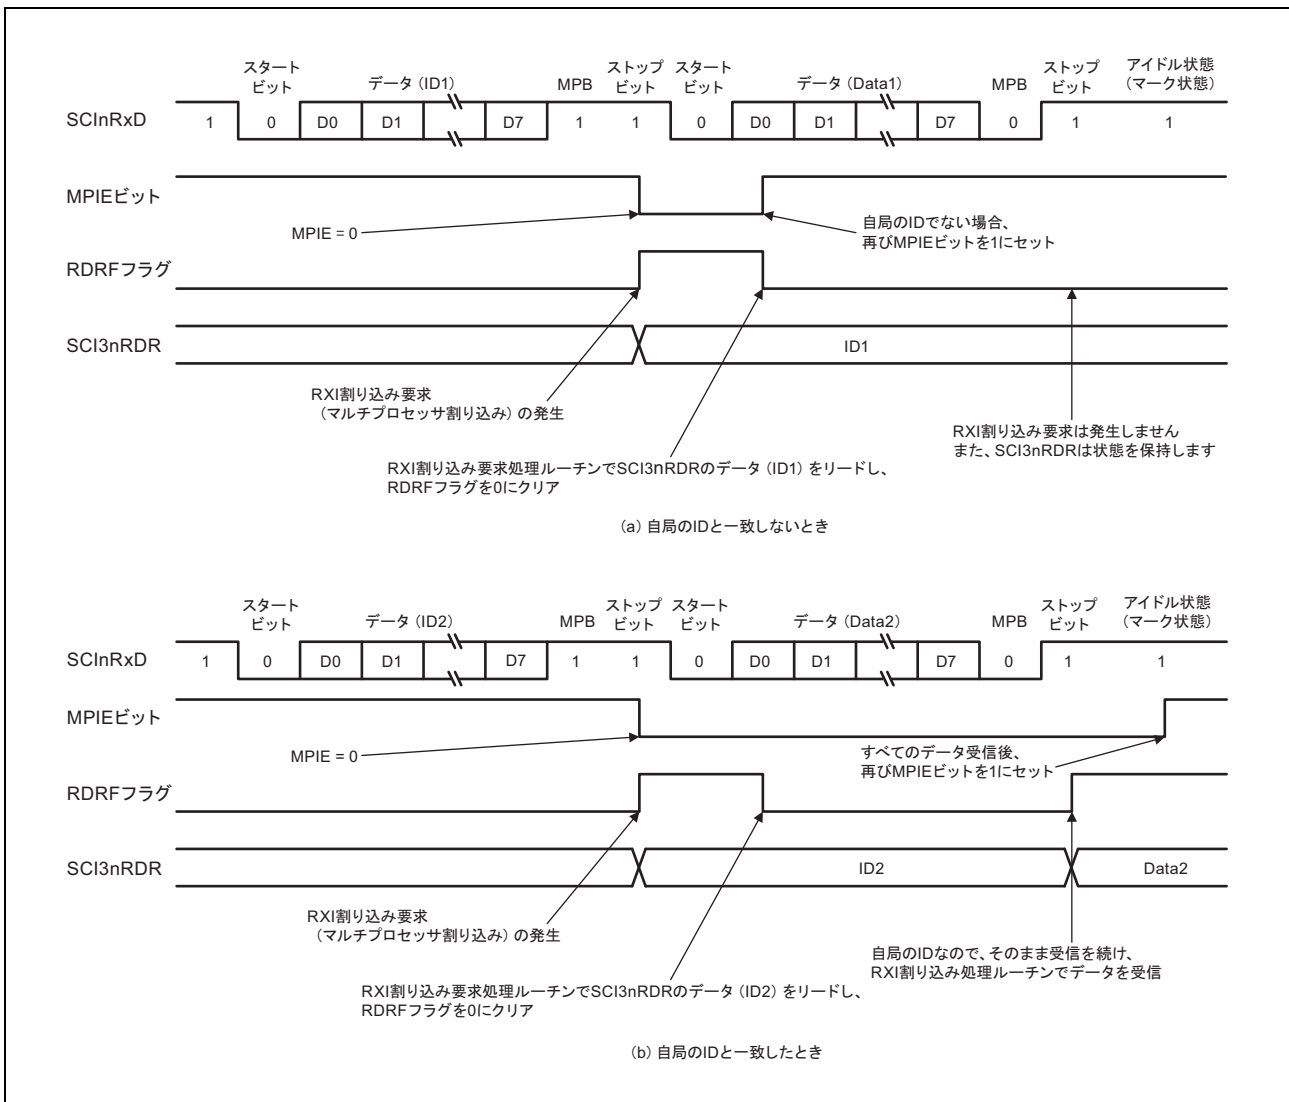 スタート
ビット
データ (ID1)
MPB
ストップ
ビット
スタート
ビット
データ (Data1)
MPB
ストップ
ビット
アイドル状態
(マーク状態)
SCInRxD
1 0 D0 D1 D7 1 1 0 D0 D1 D7 0 1 1
MPIEビット
MPIE = 0
自局のIDでない場合、
再びMPIEビットを1にセット
RDRFフラグ
SCI3nRDR
ID1
RXI割り込み要求
(マルチプロセッサ割り込み) の発生
RXI割り込み要求は発生しません
また、SCI3nRDRは状態を保持します
RXI割り込み要求処理ルーチンでSCI3nRDRのデータ (ID1) をリードし、
RDRFフラグを0にクリア
(a) 自局のIDと一致しないとき
スタート
ビット
データ (ID2)
MPB
ストップ
ビット
スタート
ビット
データ (Data2)
MPB
ストップ
ビット
アイドル状態
(マーク状態)
SCInRxD
1 0 D0 D1 D7 1 1 0 D0 D1 D7 0 1 1
MPIEビット
MPIE = 0
すべてのデータ受信後、
再びMPIEビットを1にセット
RDRFフラグ
SCI3nRDR
ID2
Data2
RXI割り込み要求
(マルチプロセッサ割り込み) の発生
自局のIDなので、そのまま受信を続け、
RXI割り込み処理ルーチンでデータを受信
RXI割り込み要求処理ルーチンでSCI3nRDRのデータ (ID2) をリードし、
RDRFフラグを0にクリア
(b) 自局のIDと一致したとき